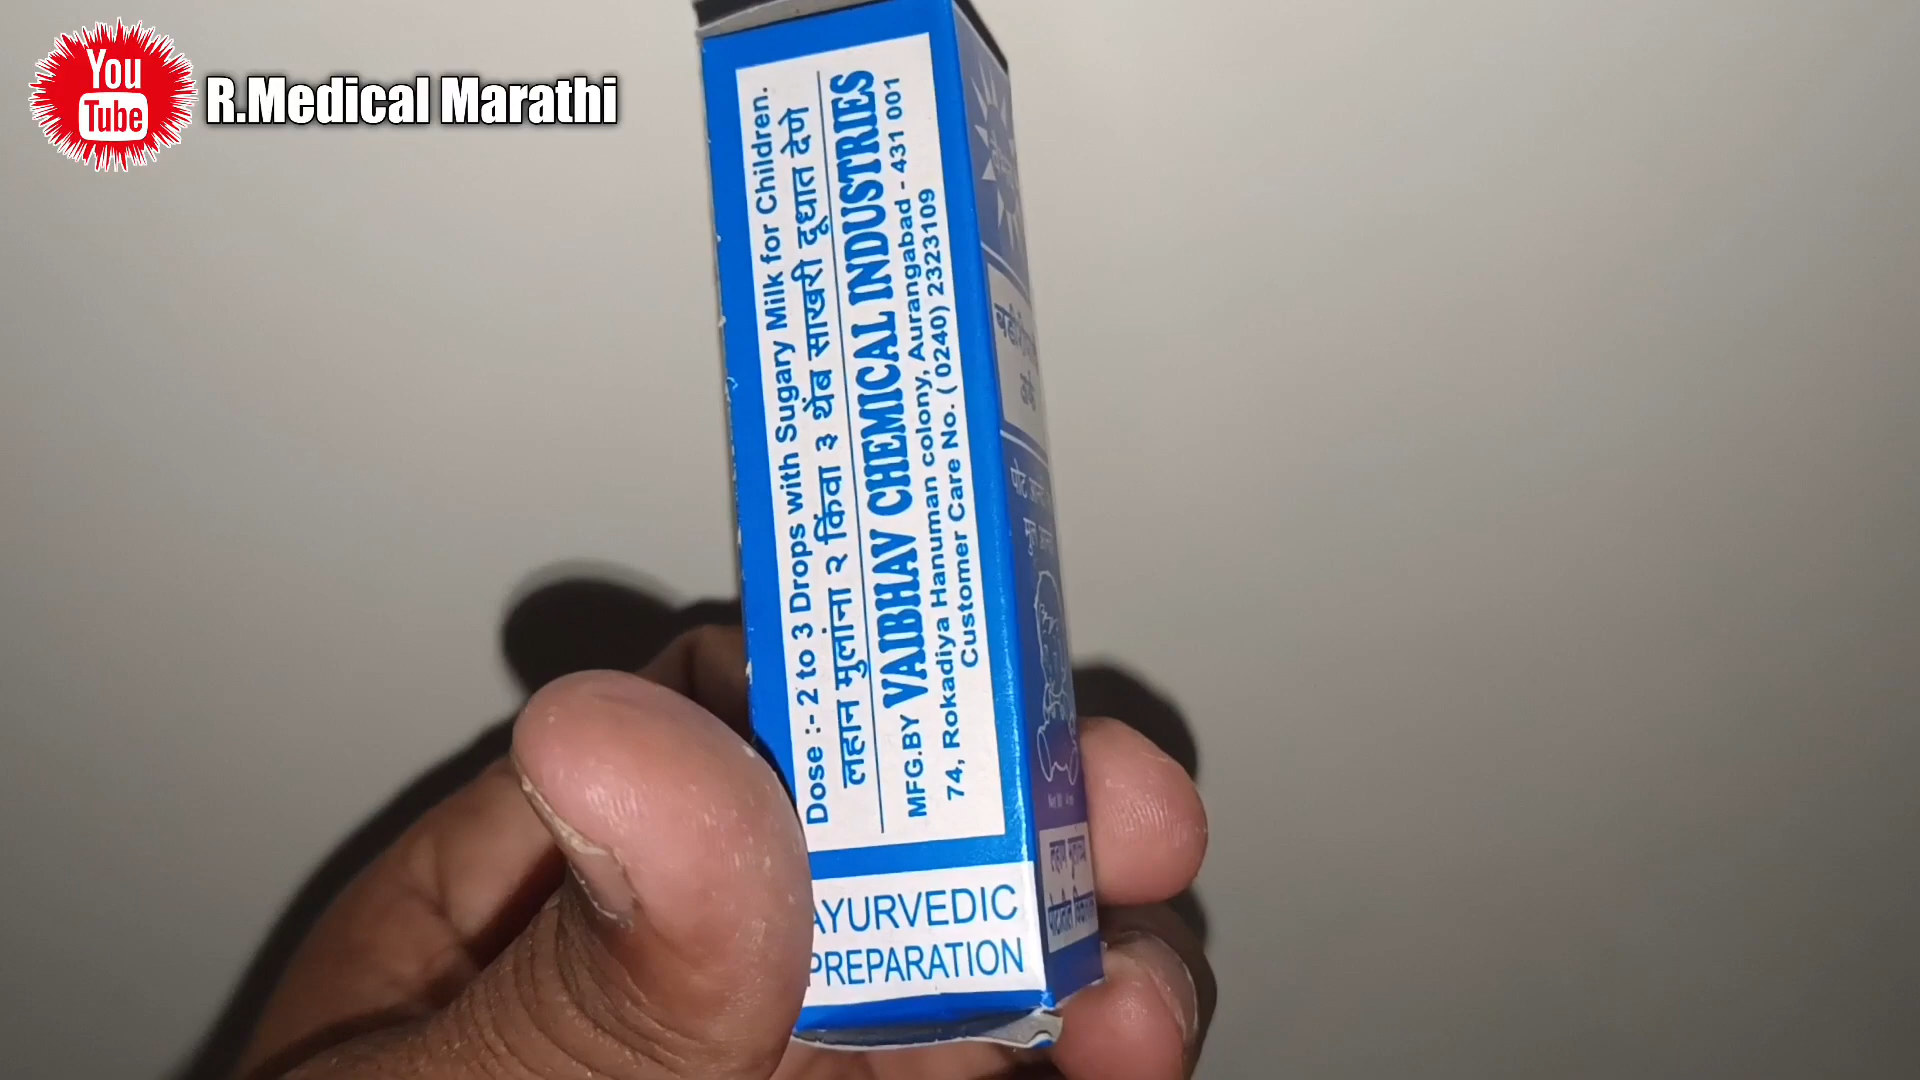 You
Tube
R.Medical Marathi
Dose :- 2 to 3 Drops with Sugary Milk for Children.
लहान मुलांना २ किंवा ३ थेंब साखरी दूधात देणे
MFG.BY VAIBHAV CHEMICAL INDUSTRIES
74, Rokadiya Hanuman colony, Aurangabad - 431 001
Customer Care No. ( 0240) 2323109
AYURVEDIC
PREPARATION
पोट
लहान